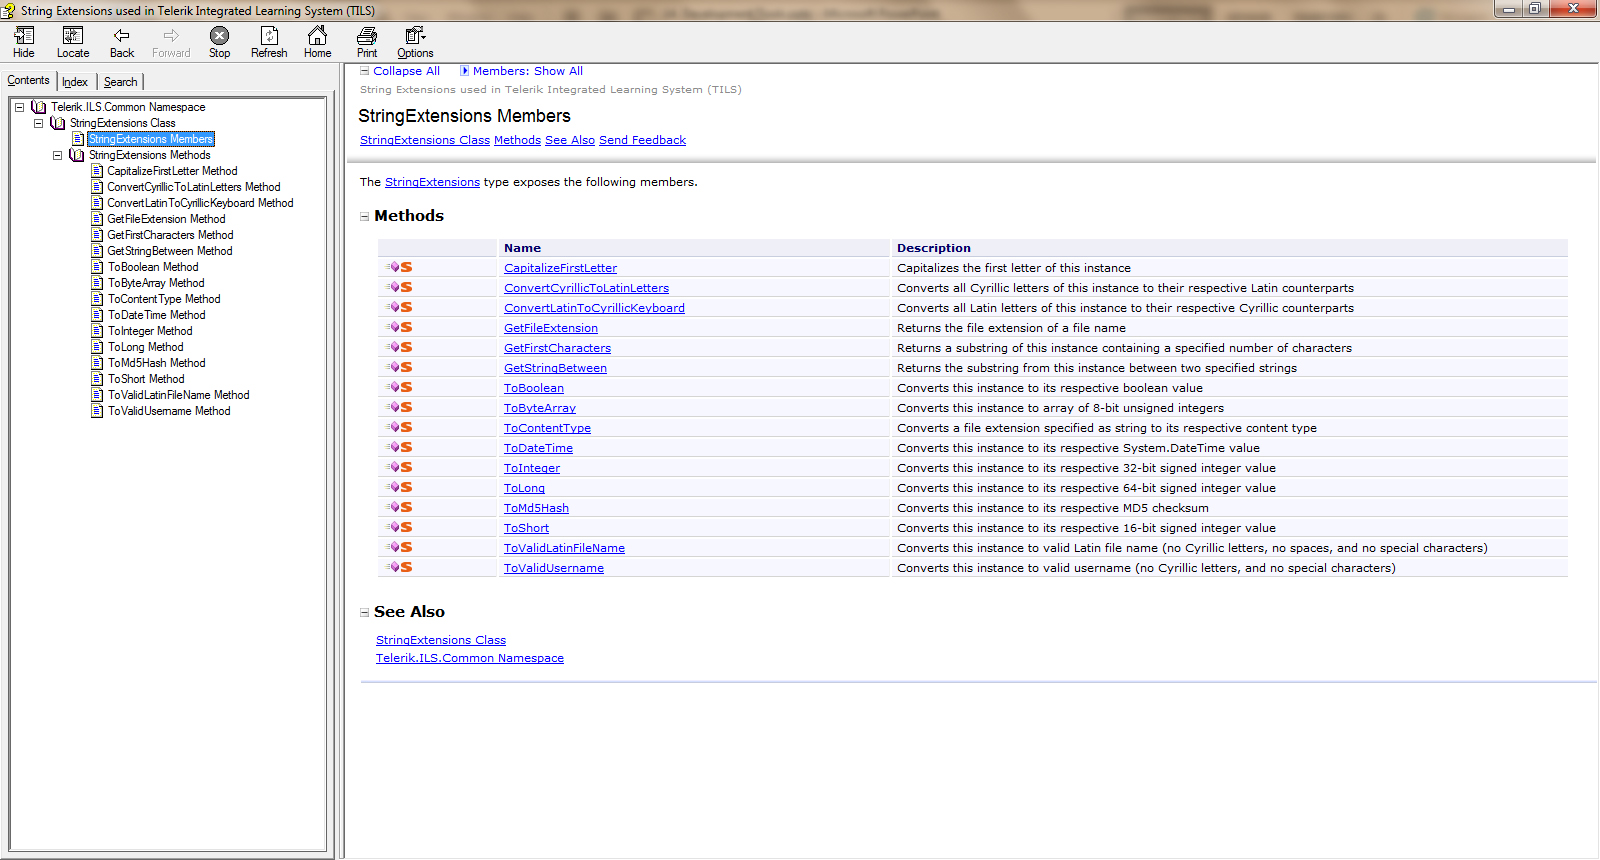 String Extensions used in Telerik Integrated Learning System (TILS)
Hide Locate Back Forward Stop Refresh Home Print Options
Contents Index Search
Telerik.ILS.Common Namespace
StringExtensions Class
StringExtensions Members
StringExtensions Methods
CapitalizeFirstLetter Method
ConvertCyrillicToLatinLetters Method
ConvertLatinToCyrillicKeyboard Method
GetFileExtension Method
GetFirstCharacters Method
GetStringBetween Method
ToBoolean Method
ToByteArray Method
ToContentType Method
ToDateTime Method
ToInteger Method
ToLong Method
ToMd5Hash Method
ToShort Method
ToValidLatinFileName Method
ToValidUsername Method
Collapse All Members: Show All
String Extensions used in Telerik Integrated Learning System (TILS)
StringExtensions Members
StringExtensions Class Methods See Also Send Feedback
The StringExtensions type exposes the following members.
Methods
Name Description
CapitalizeFirstLetter Capitalizes the first letter of this instance
ConvertCyrillicToLatinLetters Converts all Cyrillic letters of this instance to their respective Latin counterparts
ConvertLatinToCyrillicKeyboard Converts all Latin letters of this instance to their respective Cyrillic counterparts
GetFileExtension Returns the file extension of a file name
GetFirstCharacters Returns a substring of this instance containing a specified number of characters
GetStringBetween Returns the substring from this instance between two specified strings
ToBoolean Converts this instance to its respective boolean value
ToByteArray Converts this instance to array of 8-bit unsigned integers
ToContentType Converts a file extension specified as string to its respective content type
ToDateTime Converts this instance to its respective System.DateTime value
ToInteger Converts this instance to its respective 32-bit signed integer value
ToLong Converts this instance to its respective 64-bit signed integer value
ToMd5Hash Converts this instance to its respective MD5 checksum
ToShort Converts this instance to its respective 16-bit signed integer value
ToValidLatinFileName Converts this instance to valid Latin file name (no Cyrillic letters, no spaces, and no special characters)
ToValidUsername Converts this instance to valid username (no Cyrillic letters, and no special characters)
See Also
StringExtensions Class
Telerik.ILS.Common Namespace